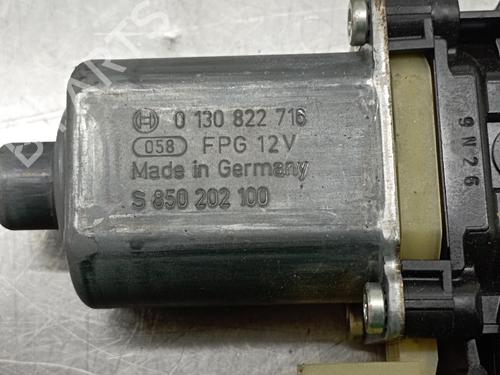 0 130 822 716
058 FPG 12V
Made in Germany
S 850 202 100
9N26